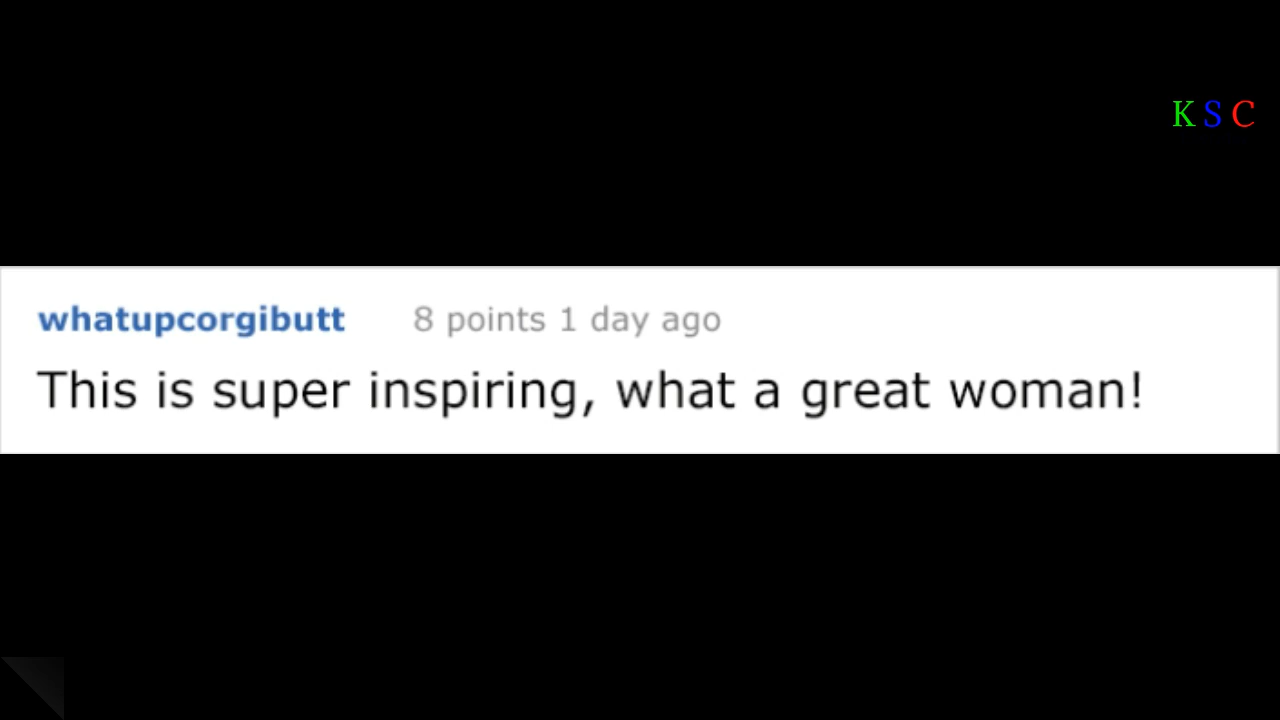 K S C
whatupcorgibutt 8 points 1 day ago
This is super inspiring, what a great woman!